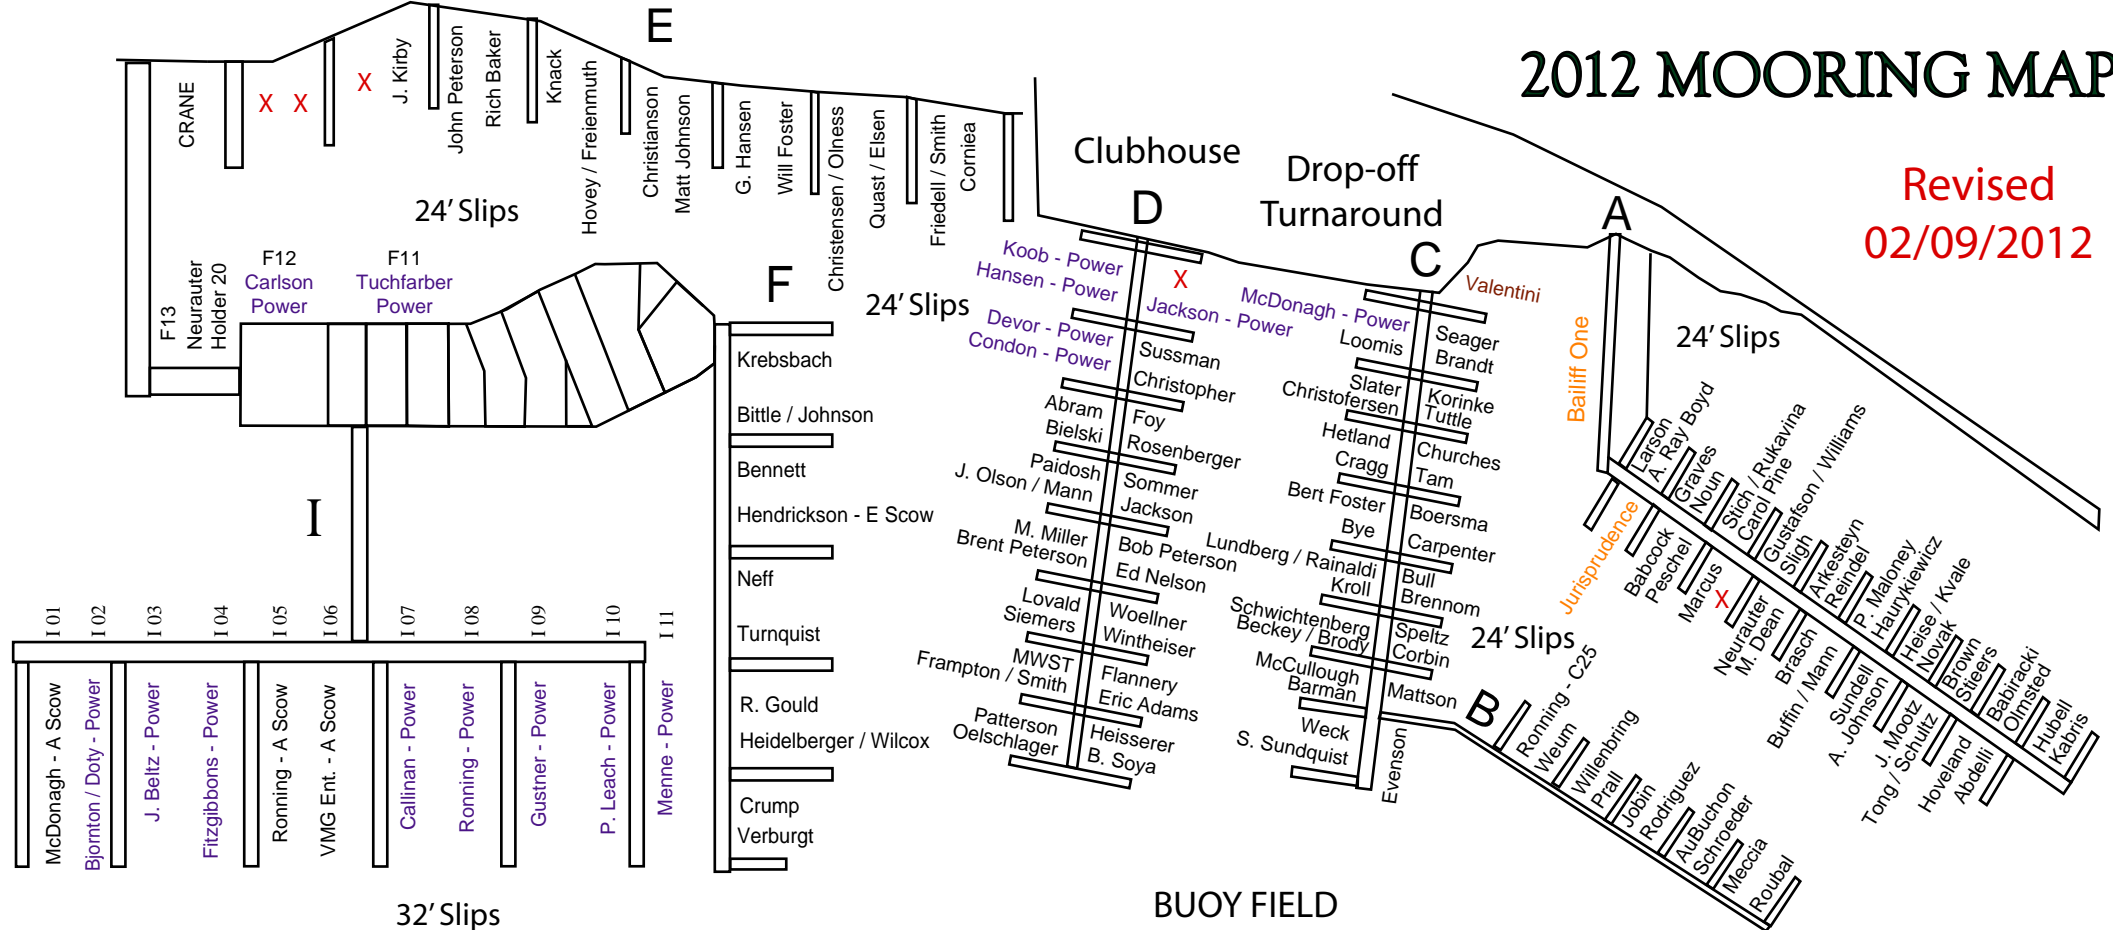 2012 MOORING MAP
Revised
02/09/2012
E
CRANE
X
X
X
J. Kirby
John Peterson
Rich Baker
Knack
Hovey / Freienmuth
Christianson
Matt Johnson
G. Hansen
Will Foster
Christensen / Olness
Quast / Elsen
Friedell / Smith
Corniea
24' Slips
F13
Neurauter
Holder 20
F12
Carlson
Power
F11
Tuchfarber
Power
F
24' Slips
Krebsbach
Bittle / Johnson
Bennett
Hendrickson - E Scow
Neff
Turnquist
R. Gould
Heidelberger / Wilcox
Crump
Verburgt
I
I 01
I 02
I 03
I 04
I 05
I 06
I 07
I 08
I 09
I 10
I 11
McDonagh - A Scow
Bjornton / Doty - Power
J. Beltz - Power
Fitzgibbons - Power
Ronning - A Scow
VMG Ent. - A Scow
Callinan - Power
Ronning - Power
Gustner - Power
P. Leach - Power
Menne - Power
32' Slips
Clubhouse
Drop-off
Turnaround
D
Koob - Power
Hansen - Power
Devor - Power
Condon - Power
Abram
Bielski
Paidosh
J. Olson / Mann
M. Miller
Brent Peterson
Lovald
Siemers
MWST
Frampton / Smith
Patterson
Oelschlager
X
Jackson - Power
Sussman
Christopher
Foy
Rosenberger
Sommer
Jackson
Bob Peterson
Ed Nelson
Woellner
Wintheiser
Flannery
Eric Adams
Heisserer
B. Soya
C
McDonagh - Power
Loomis
Slater
Christofersen
Hetland
Cragg
Bert Foster
Bye
Lundberg / Rainaldi
Kroll
Schwichtenberg
Beckey / Brody
McCullough
Barman
Weck
S. Sundquist
Valentini
Seager
Brandt
Korinke
Tuttle
Churches
Tam
Boersma
Carpenter
Bull
Brennom
Speltz
Corbin
Mattson
Evenson
24' Slips
B
Ronning - C25
Weum
Willenbring
Prall
Jobin
Rodriguez
AuBuchon
Schroeder
Meccia
Roubal
A
Bailiff One
24' Slips
Larson
A. Ray Boyd
Graves
Noun
Stich / Rukavina
Carol Pine
Gustafson / Williams
Sligh
Arkesteyn
Reindel
P. Maloney
Haurykiewicz
Heise / Kvale
Novak
Brown
Stieers
Babiracki
Olmsted
Hubell
Kabris
Jurisprudence
Babcock
Peschel
Marcus
X
Neurauter
M. Dean
Brasch
Buffin / Mann
Sundell
A. Johnson
J. Mootz
Tong / Schultz
Hoveland
Abdelli
BUOY FIELD